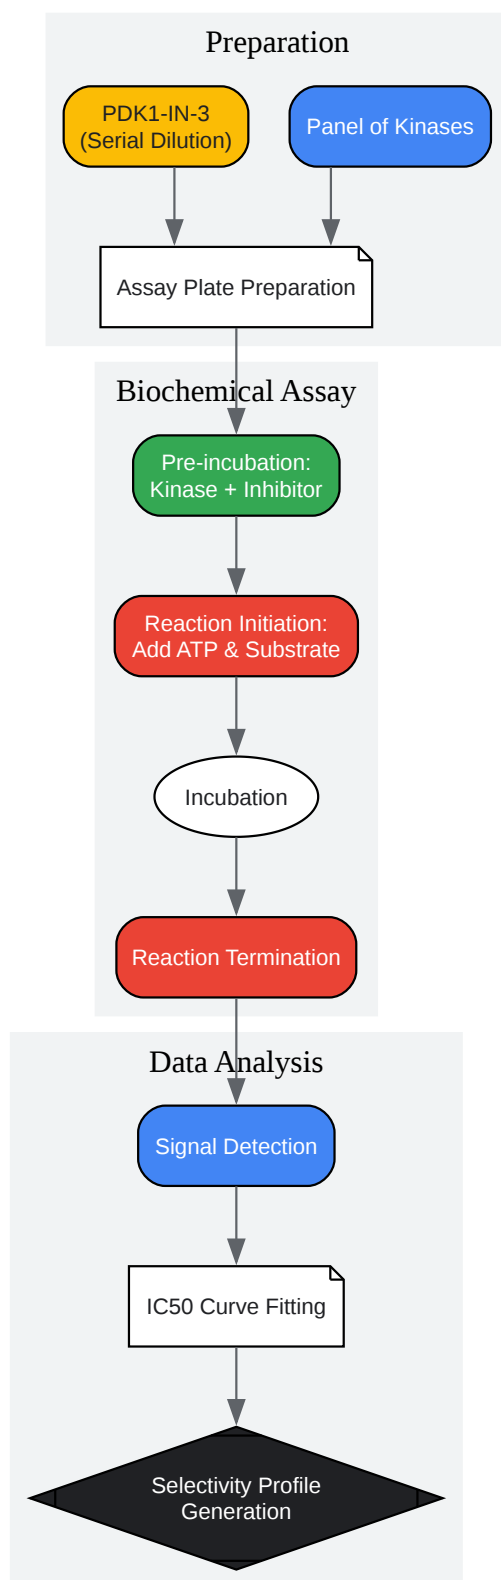 Preparation
PDK1-IN-3
(Serial Dilution)
Panel of Kinases
Assay Plate Preparation
Biochemical Assay
Pre-incubation:
Kinase + Inhibitor
Reaction Initiation:
Add ATP & Substrate
Incubation
Reaction Termination
Data Analysis
Signal Detection
IC50 Curve Fitting
Selectivity Profile
Generation